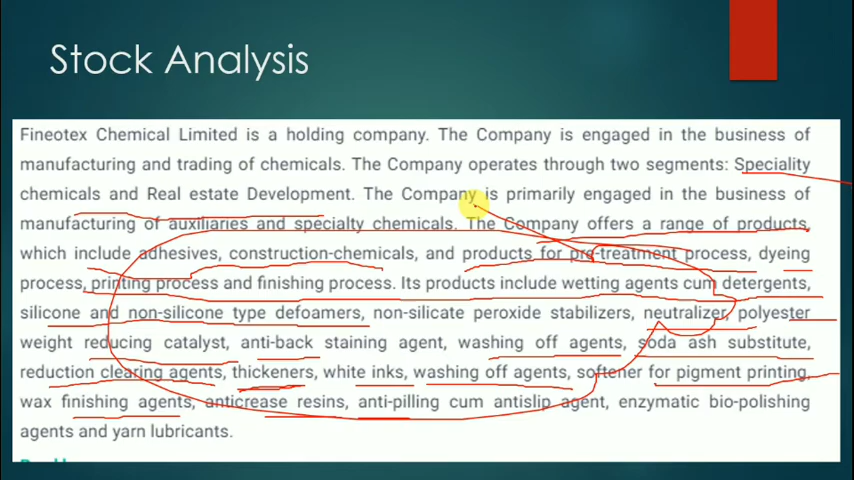 Stock Analysis
Fineotex Chemical Limited is a holding company. The Company is engaged in the business of
manufacturing and trading of chemicals. The Company operates through two segments: Speciality
chemicals and Real estate Development. The Company is primarily engaged in the business of
manufacturing of auxiliaries and specialty chemicals. The Company offers a range of products,
which include adhesives, construction-chemicals, and products for pre-treatment process, dyeing
process, printing process and finishing process. Its products include wetting agents cum detergents,
silicone and non-silicone type defoamers, non-silicate peroxide stabilizers, neutralizer, polyester
weight reducing catalyst, anti-back staining agent, washing off agents, soda ash substitute,
reduction clearing agents, thickeners, white inks, washing off agents, softener for pigment printing,
wax finishing agents, anticrease resins, anti-pilling cum antislip agent, enzymatic bio-polishing
agents and yarn lubricants.